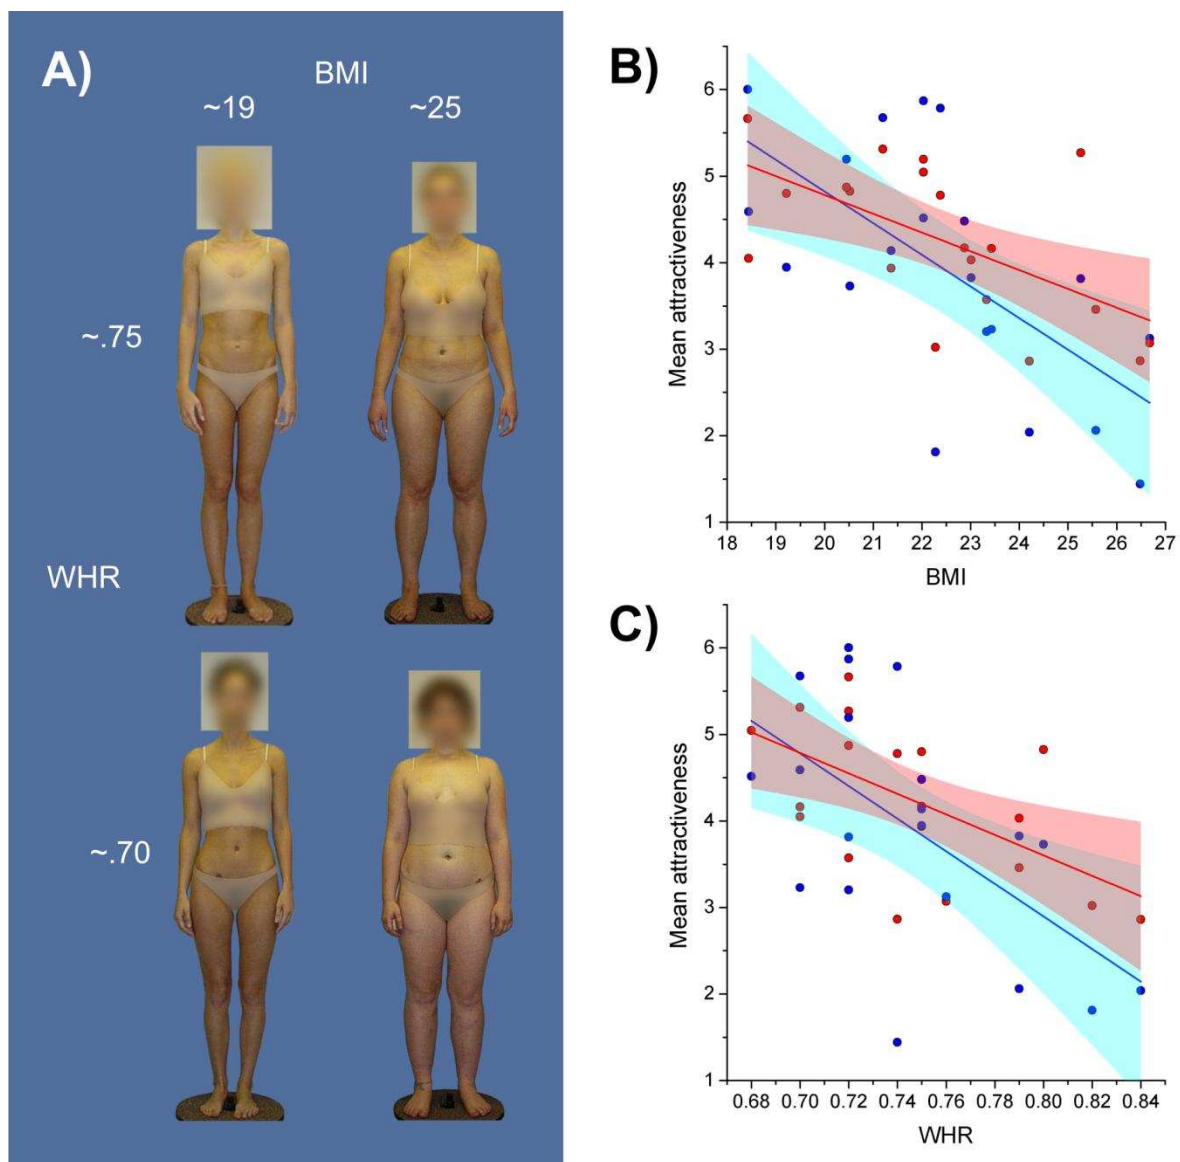 A)
BMI
~19
~25
~.75
WHR
~.70
B)
Mean attractiveness
6
5
4
3
2
1
18 19 20 21 22 23 24 25 26 27
BMI
C)
Mean attractiveness
6
5
4
3
2
1
0.68 0.70 0.72 0.74 0.76 0.78 0.80 0.82 0.84
WHR